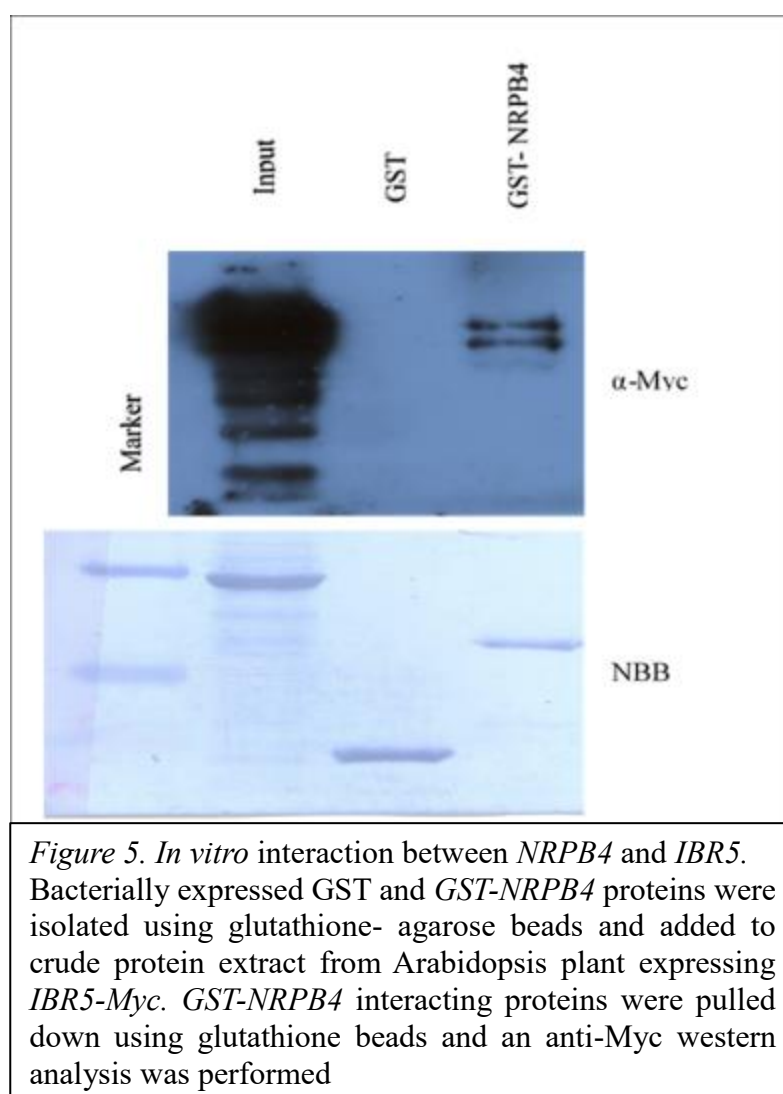 Input
GST
GST- NRPB4
Marker
α-Myc
NBB
Figure 5. In vitro interaction between NRPB4 and IBR5.
Bacterially expressed GST and GST-NRPB4 proteins were
isolated using glutathione- agarose beads and added to
crude protein extract from Arabidopsis plant expressing
IBR5-Myc. GST-NRPB4 interacting proteins were pulled
down using glutathione beads and an anti-Myc western
analysis was performed